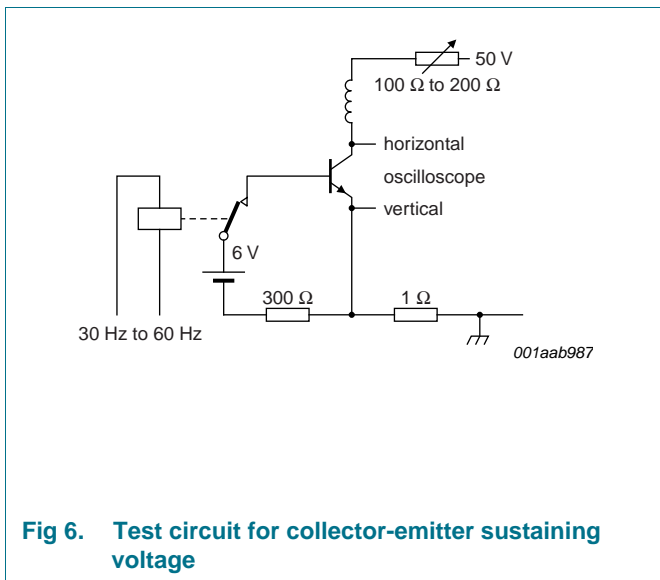 50 V
100 Ω to 200 Ω
horizontal
oscilloscope
vertical
6 V
300 Ω
1 Ω
30 Hz to 60 Hz
001aab987
Fig 6. Test circuit for collector-emitter sustaining
voltage